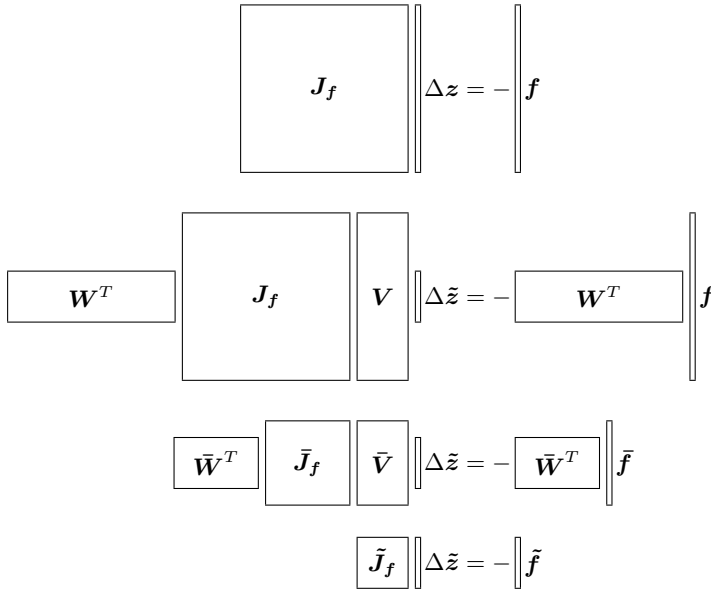 J_f Δz = − f
W^T J_f V Δz̃ = − W^T f
W̄^T J̄_f V̄ Δz̃ = − W̄^T f̄
J̃_f Δz̃ = − f̃